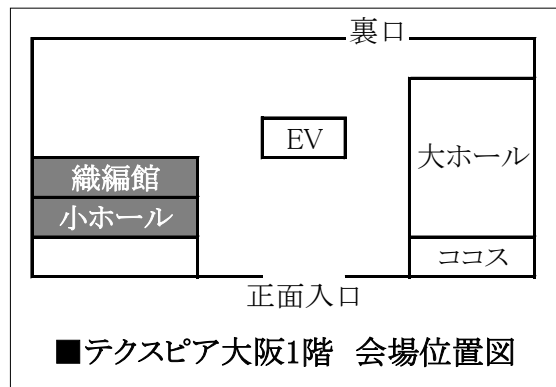 裏口
EV
大ホール
織編館
小ホール
ココス
正面入口
■テクスピア大阪1階 会場位置図